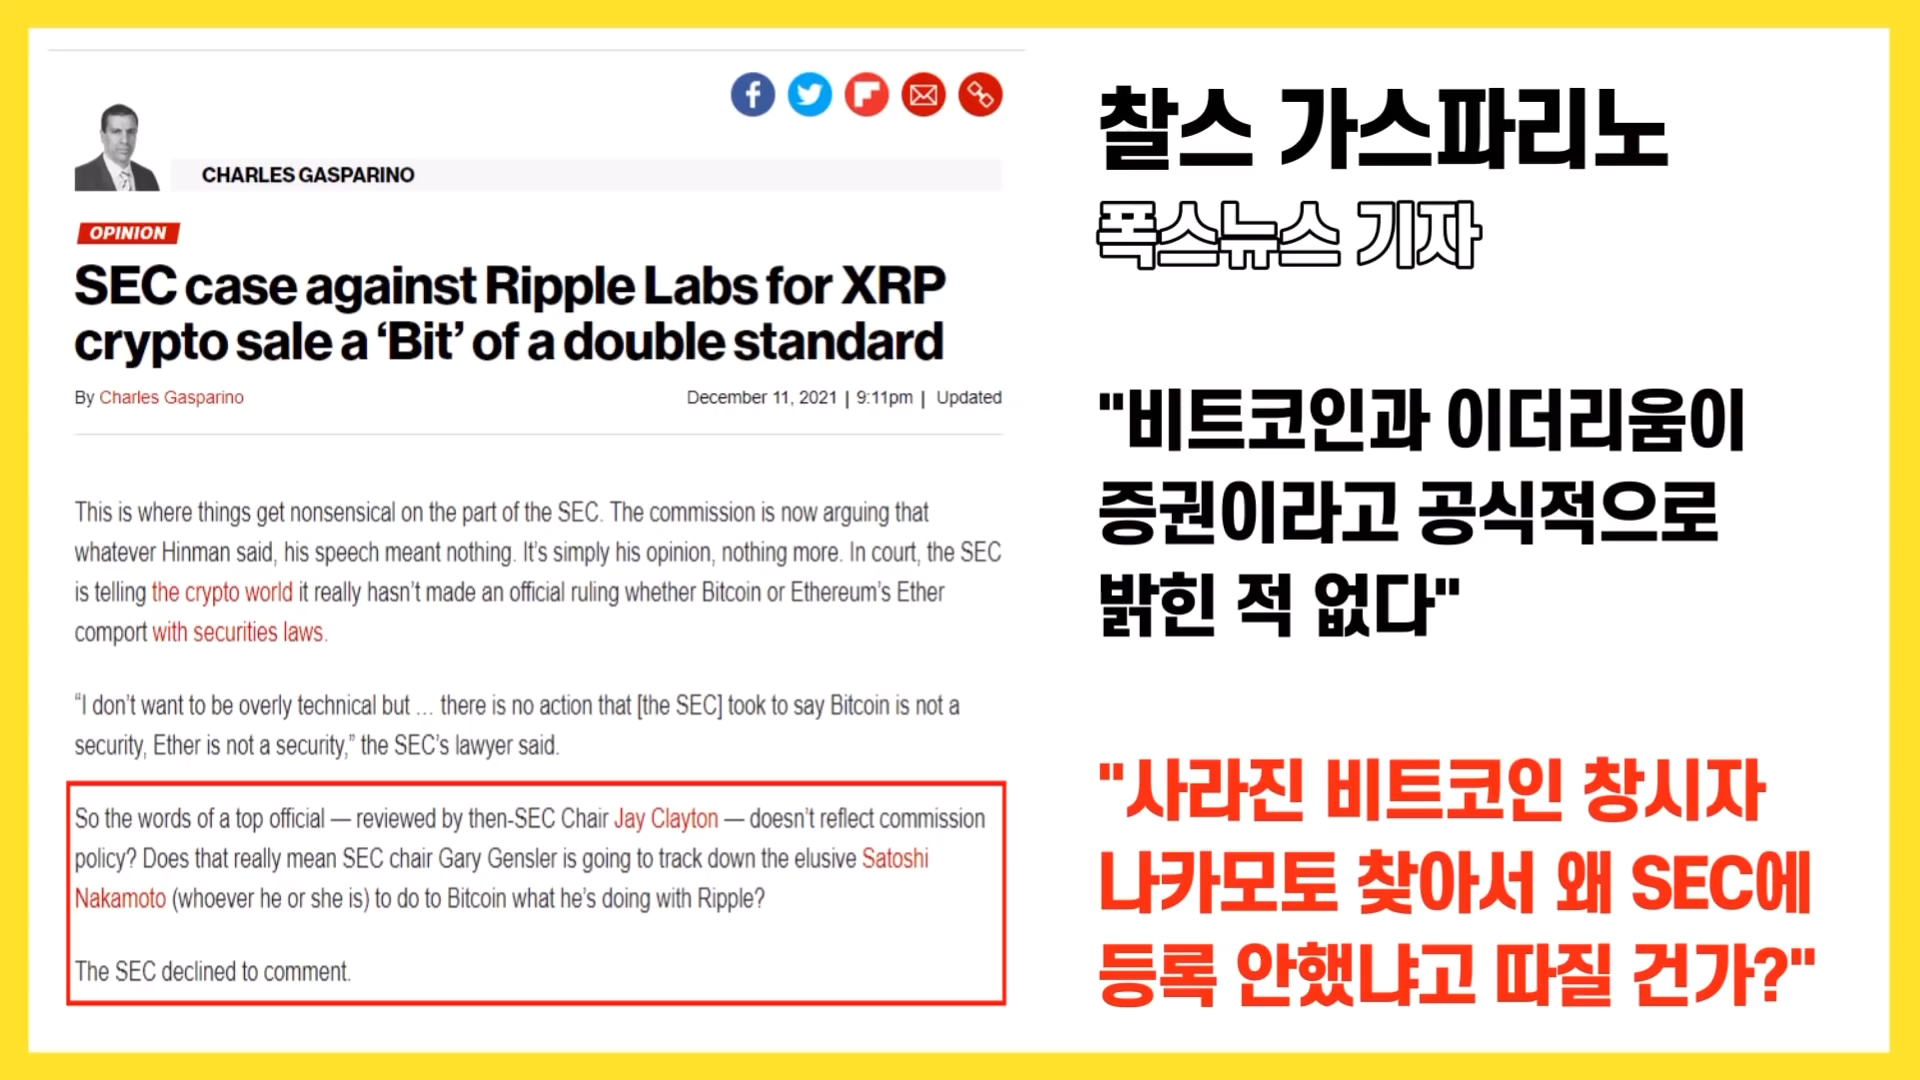 CHARLES GASPARINO
OPINION
SEC case against Ripple Labs for XRP
crypto sale a ‘Bit’ of a double standard
By Charles Gasparino
December 11, 2021 | 9:11pm | Updated
This is where things get nonsensical on the part of the SEC. The commission is now arguing that
whatever Hinman said, his speech meant nothing. It’s simply his opinion, nothing more. In court, the SEC
is telling the crypto world it really hasn’t made an official ruling whether Bitcoin or Ethereum’s Ether
comport with securities laws.
“I don’t want to be overly technical but … there is no action that [the SEC] took to say Bitcoin is not a
security, Ether is not a security,” the SEC’s lawyer said.
So the words of a top official — reviewed by then-SEC Chair Jay Clayton — doesn’t reflect commission
policy? Does that really mean SEC chair Gary Gensler is going to track down the elusive Satoshi
Nakamoto (whoever he or she is) to do to Bitcoin what he’s doing with Ripple?
The SEC declined to comment.
찰스 가스파리노
폭스뉴스 기자
"비트코인과 이더리움이
증권이라고 공식적으로
밝힌 적 없다"
"사라진 비트코인 창시자
나카모토 찾아서 왜 SEC에
등록 안했냐고 따질 건가?"